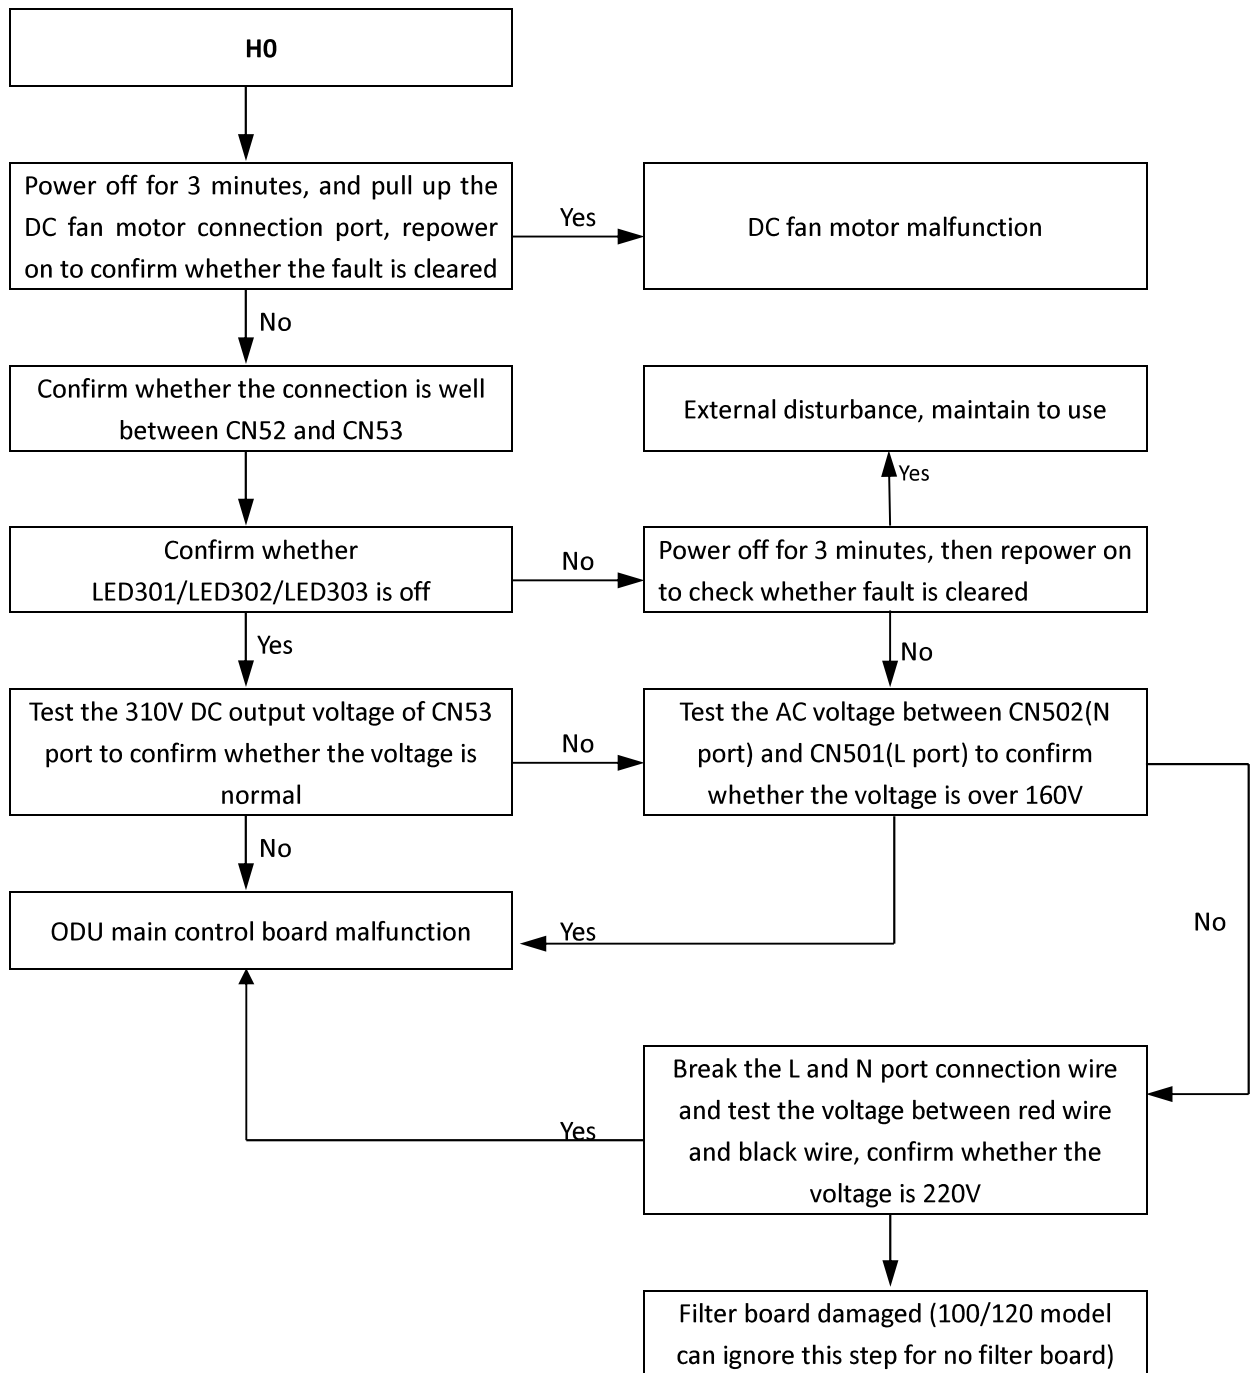 H0
Power off for 3 minutes, and pull up the
DC fan motor connection port, repower
on to confirm whether the fault is cleared
Yes
DC fan motor malfunction
No
Confirm whether the connection is well
between CN52 and CN53
External disturbance, maintain to use
Yes
Confirm whether
LED301/LED302/LED303 is off
No
Power off for 3 minutes, then repower on
to check whether fault is cleared
Yes
No
Test the 310V DC output voltage of CN53
port to confirm whether the voltage is
normal
No
Test the AC voltage between CN502(N
port) and CN501(L port) to confirm
whether the voltage is over 160V
No
ODU main control board malfunction
Yes
No
Break the L and N port connection wire
and test the voltage between red wire
and black wire, confirm whether the
voltage is 220V
Yes
Filter board damaged (100/120 model
can ignore this step for no filter board)